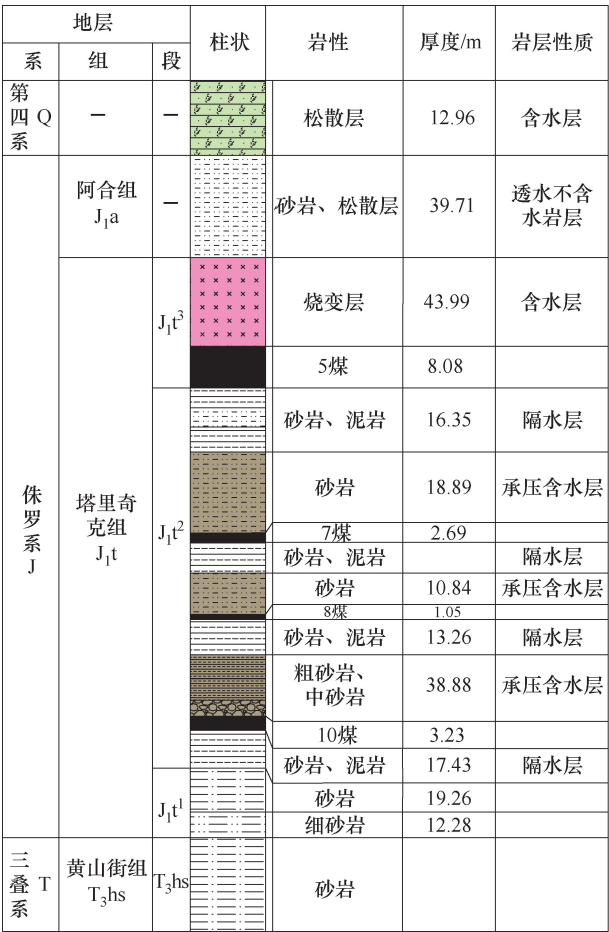 地层
柱状 岩性 厚度/m 岩层性质
系 组 段
第四系 Q — — 松散层 12.96 含水层
侏罗系 J
阿合组 J₁a — 砂岩、松散层 39.71 透水不含水岩层
塔里奇克组 J₁t
J₁t³ 烧变层 43.99 含水层
5煤 8.08
J₁t² 砂岩、泥岩 16.35 隔水层
砂岩 18.89 承压含水层
7煤 2.69
砂岩、泥岩 隔水层
砂岩 10.84 承压含水层
8煤 1.05
砂岩、泥岩 13.26 隔水层
粗砂岩、中砂岩 38.88 承压含水层
10煤 3.23
砂岩、泥岩 17.43 隔水层
J₁t¹ 砂岩 19.26
细砂岩 12.28
三叠系 T 黄山街组 T₃hs T₃hs 砂岩